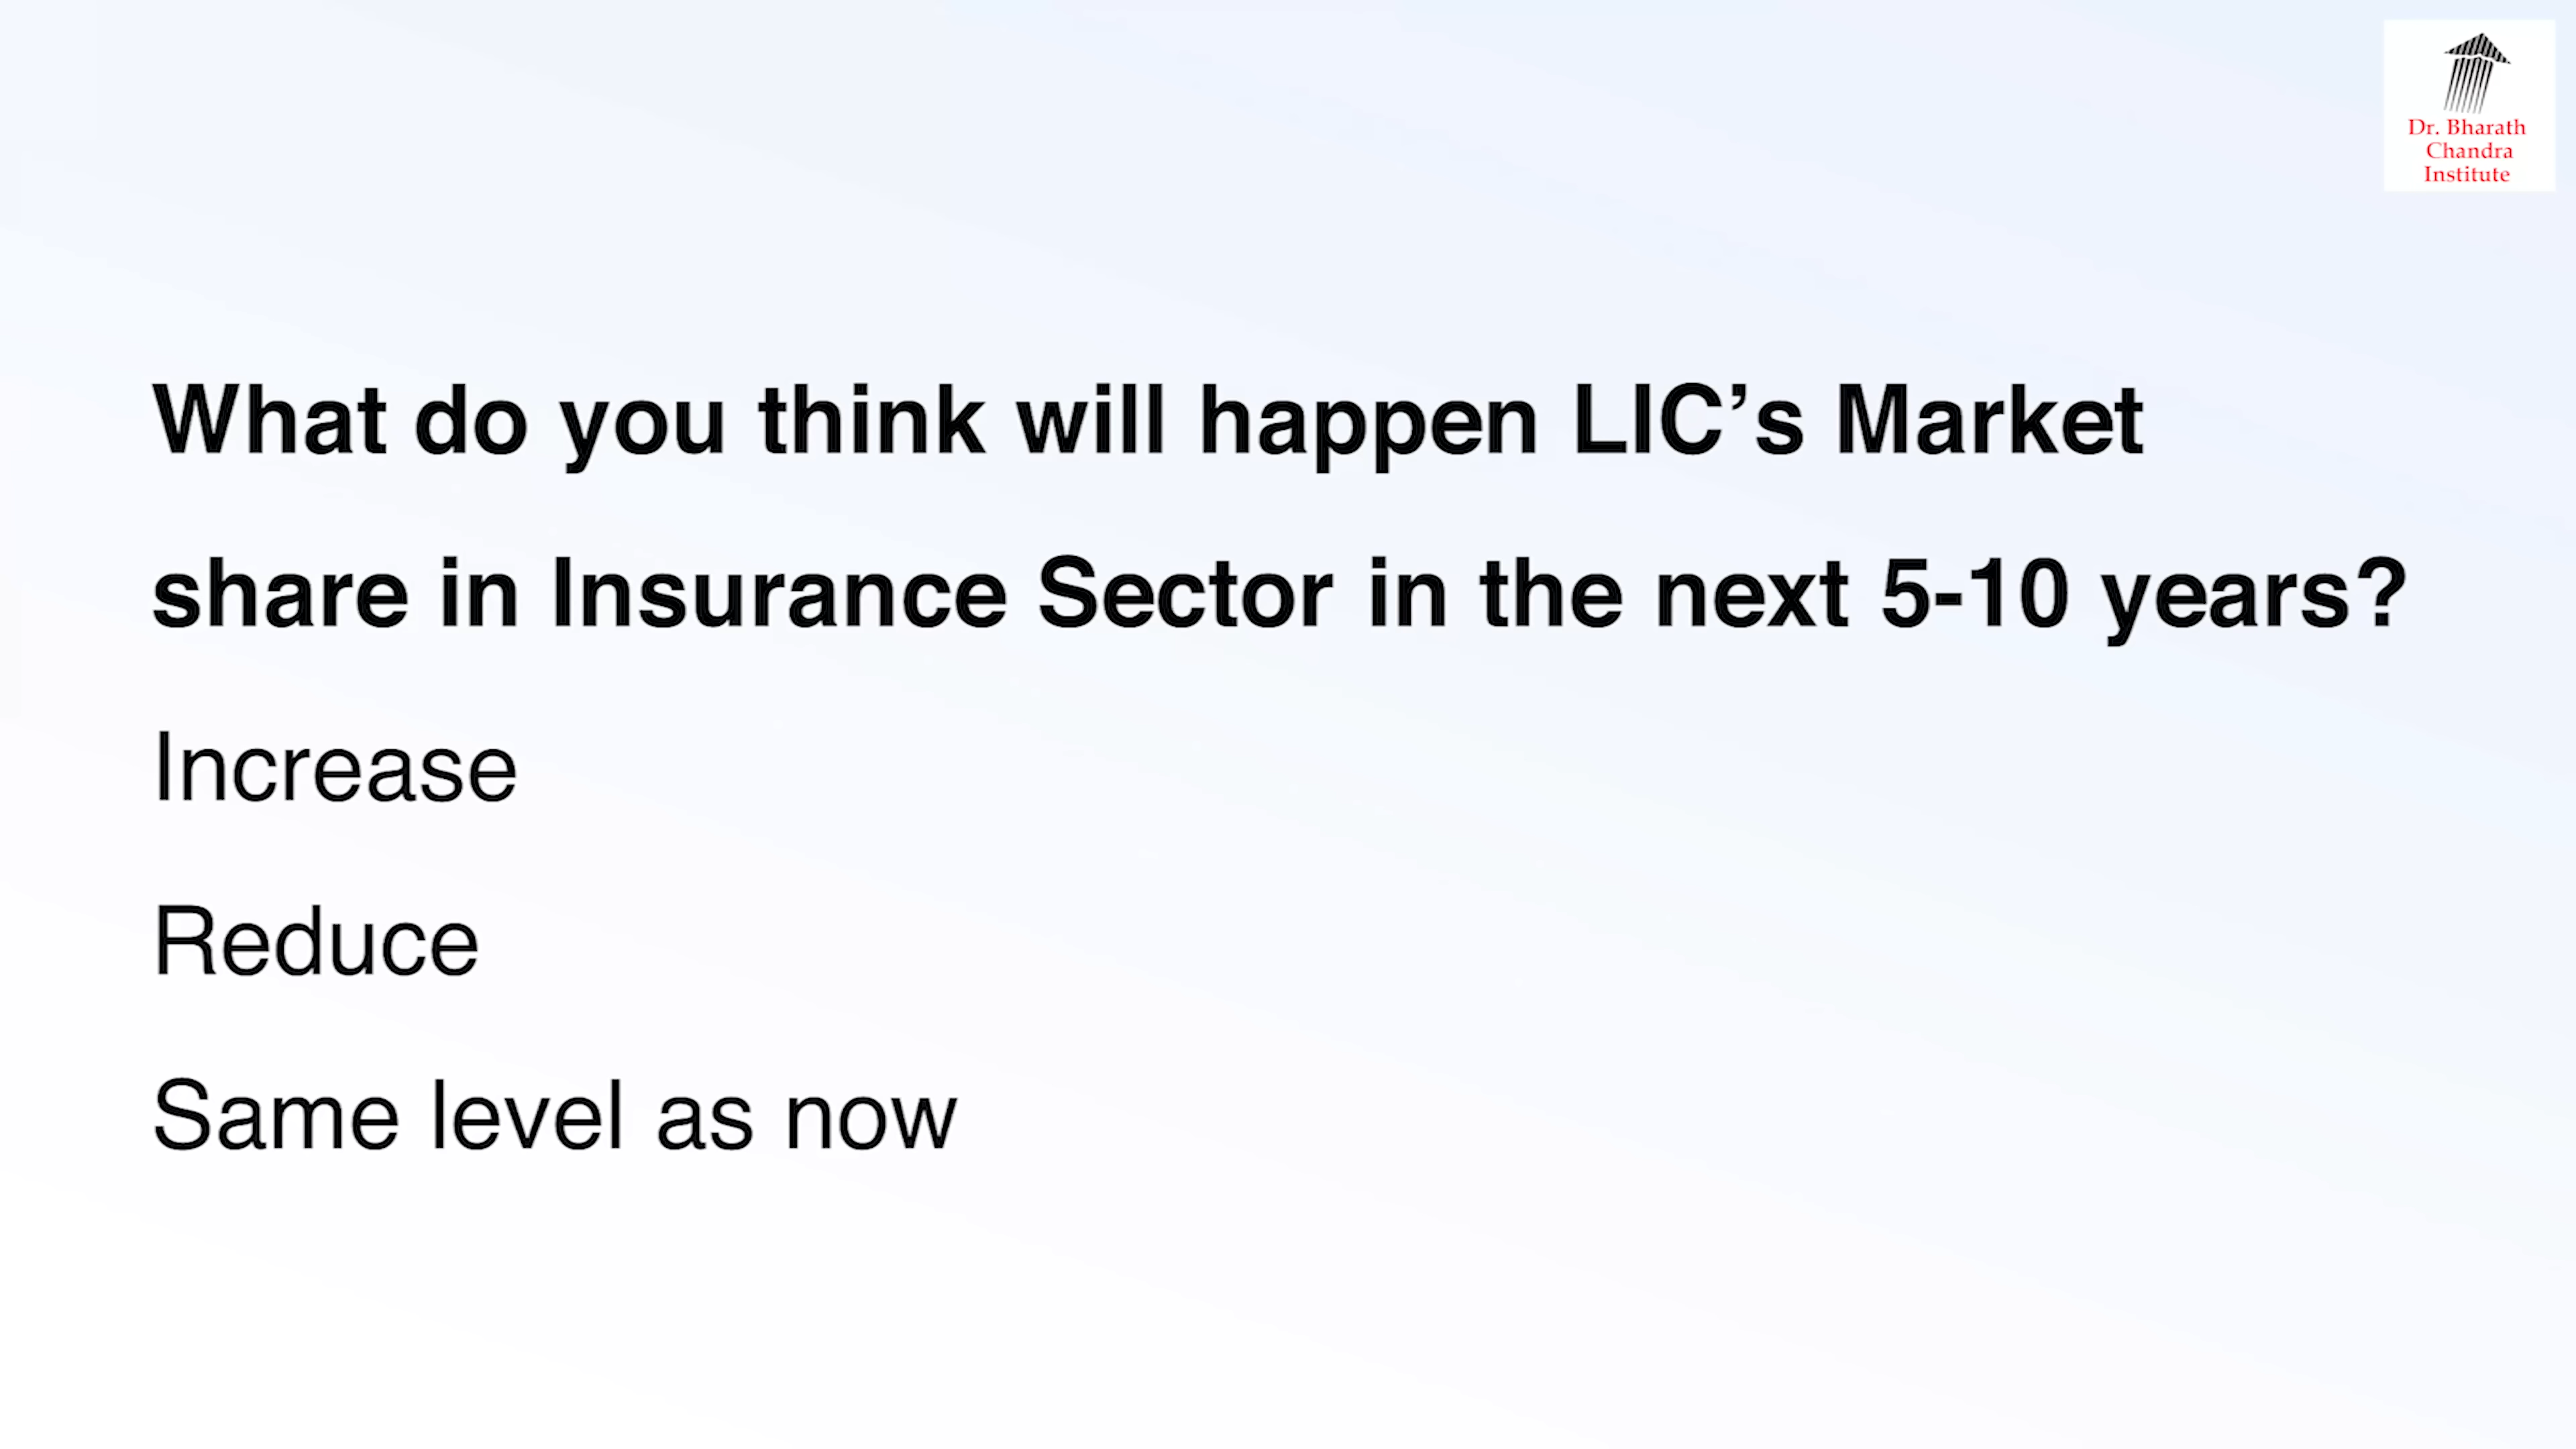 Dr. Bharath
Chandra
Institute
What do you think will happen LIC’s Market
share in Insurance Sector in the next 5-10 years?
Increase
Reduce
Same level as now